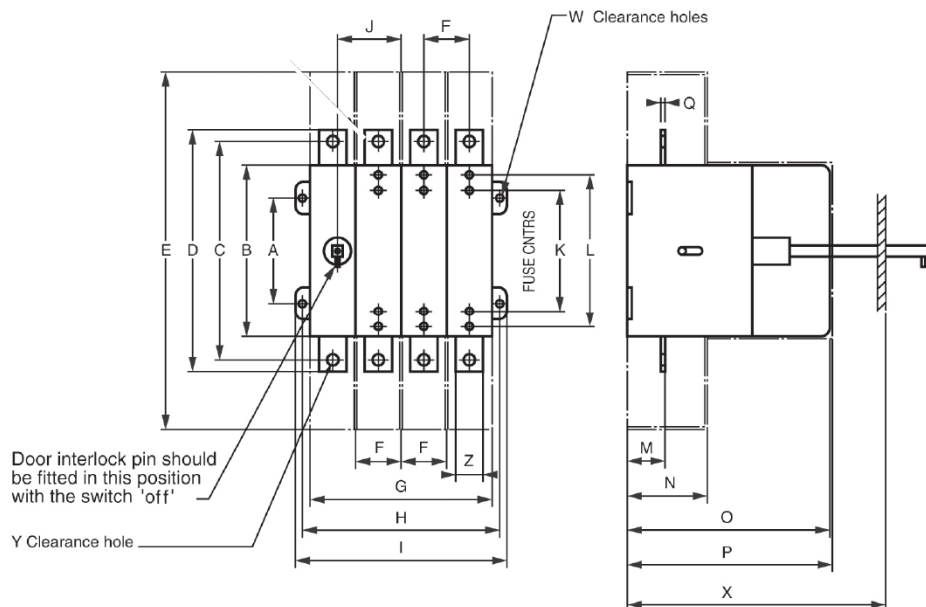 W Clearance holes
J
F
Q
E
D
C
B
A
FUSE CNTRS
K
L
F
F
Z
M
N
G
O
H
P
I
X
Door interlock pin should
be fitted in this position
with the switch 'off'
Y Clearance hole